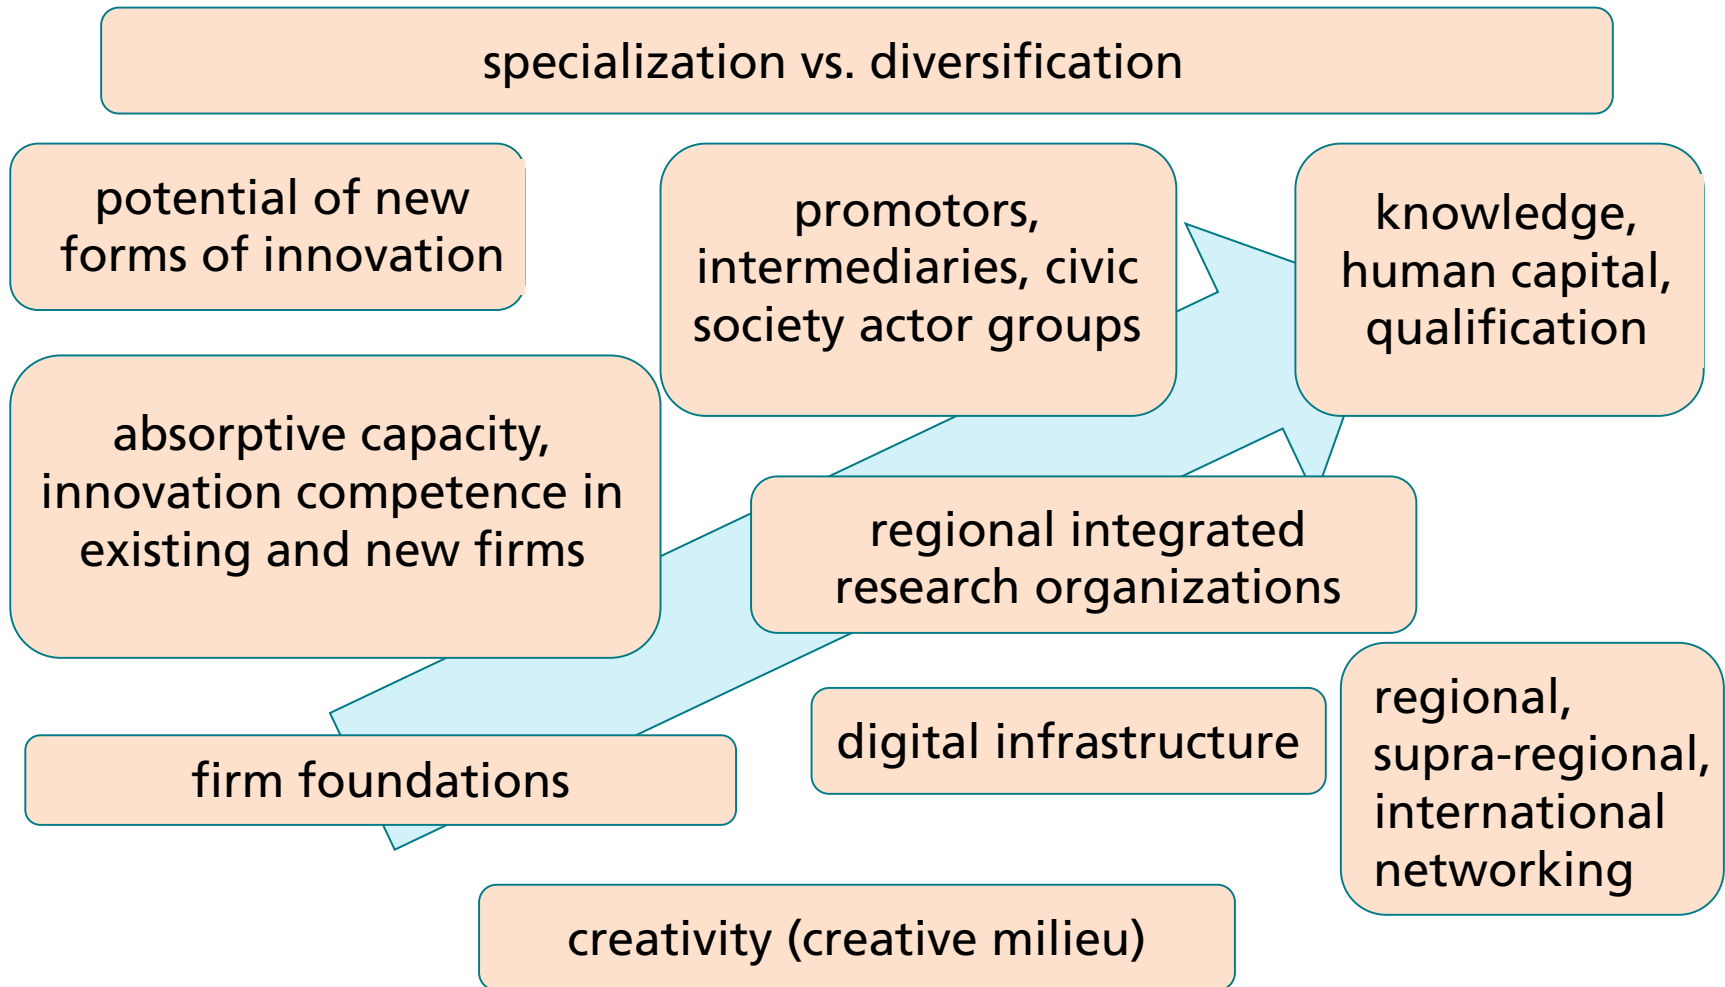 specialization vs. diversification
potential of new
forms of innovation
promotors,
intermediaries, civic
society actor groups
knowledge,
human capital,
qualification
absorptive capacity,
innovation competence in
existing and new firms
regional integrated
research organizations
firm foundations
digital infrastructure
regional,
supra-regional,
international
networking
creativity (creative milieu)